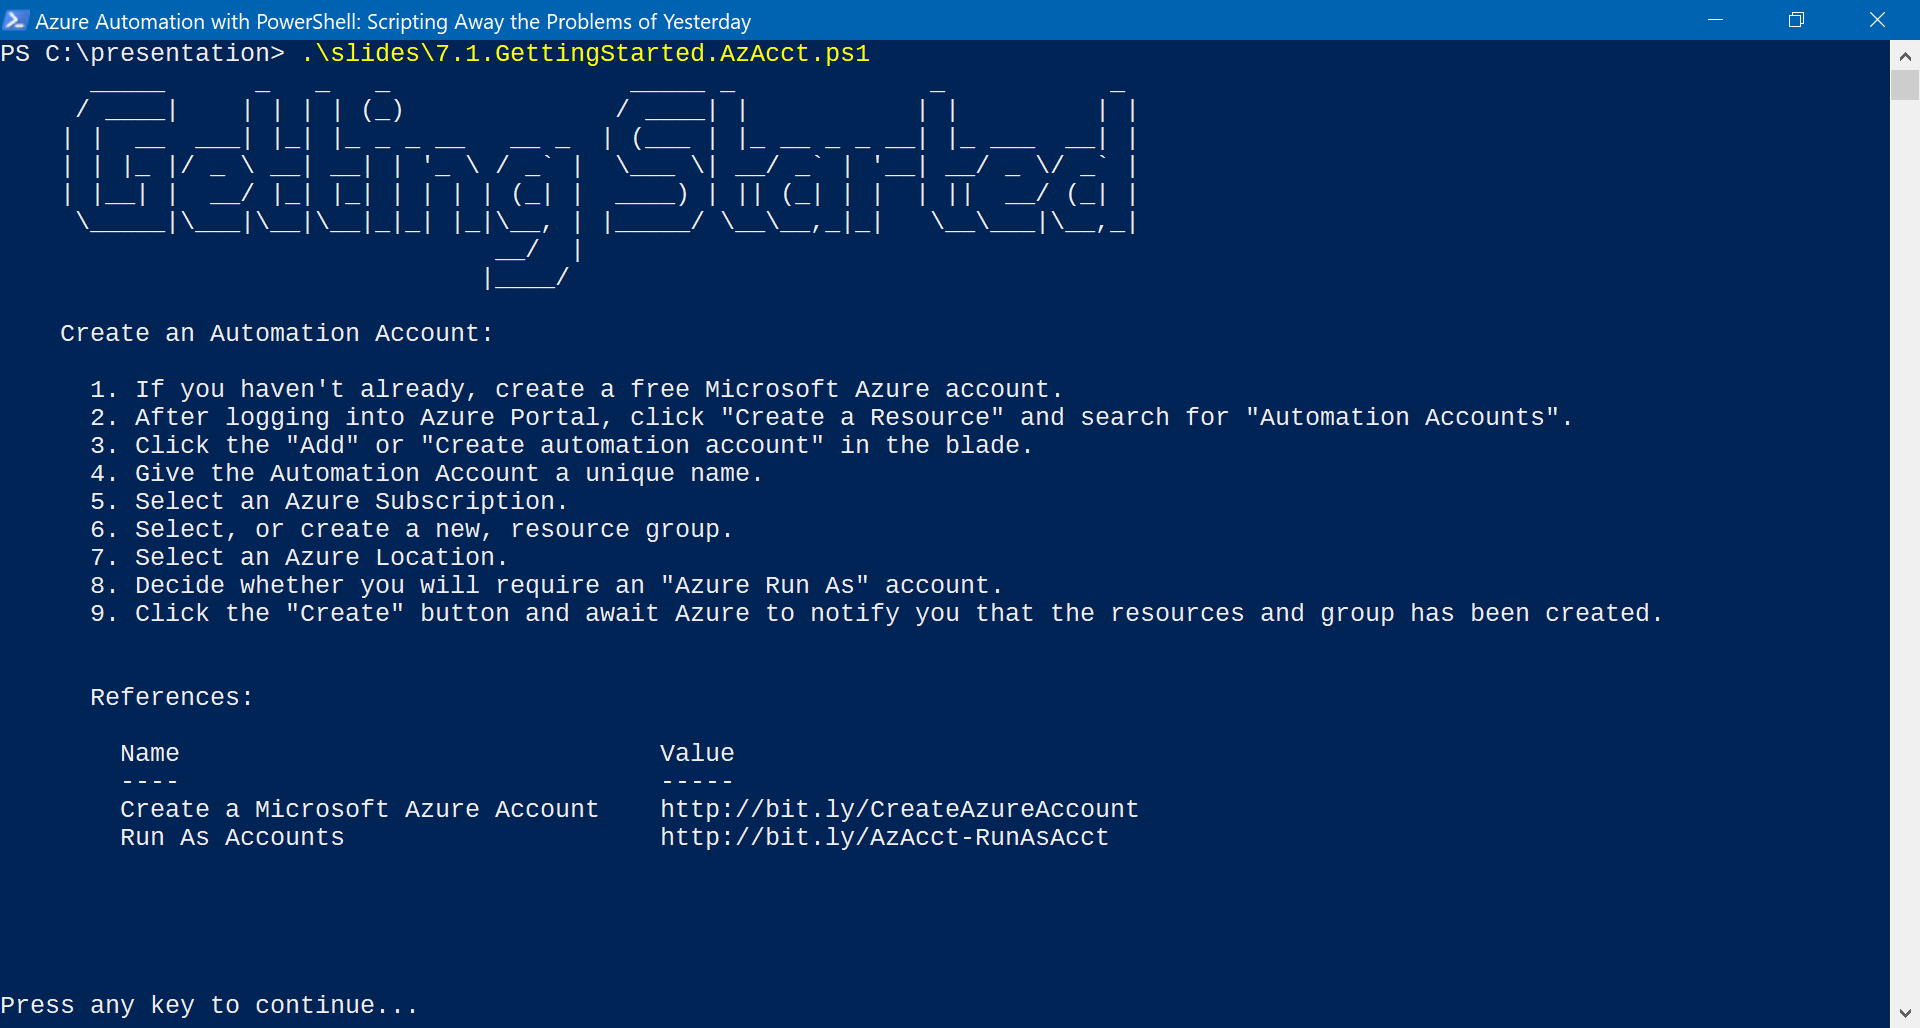 Azure Automation with PowerShell: Scripting Away the Problems of Yesterday
PS C:\presentation> .\slides\7.1.GettingStarted.AzAcct.ps1
Getting Started
Create an Automation Account:
1. If you haven't already, create a free Microsoft Azure account.
2. After logging into Azure Portal, click "Create a Resource" and search for "Automation Accounts".
3. Click the "Add" or "Create automation account" in the blade.
4. Give the Automation Account a unique name.
5. Select an Azure Subscription.
6. Select, or create a new, resource group.
7. Select an Azure Location.
8. Decide whether you will require an "Azure Run As" account.
9. Click the "Create" button and await Azure to notify you that the resources and group has been created.
References:
Name Value
---- -----
Create a Microsoft Azure Account http://bit.ly/CreateAzureAccount
Run As Accounts http://bit.ly/AzAcct-RunAsAcct
Press any key to continue...